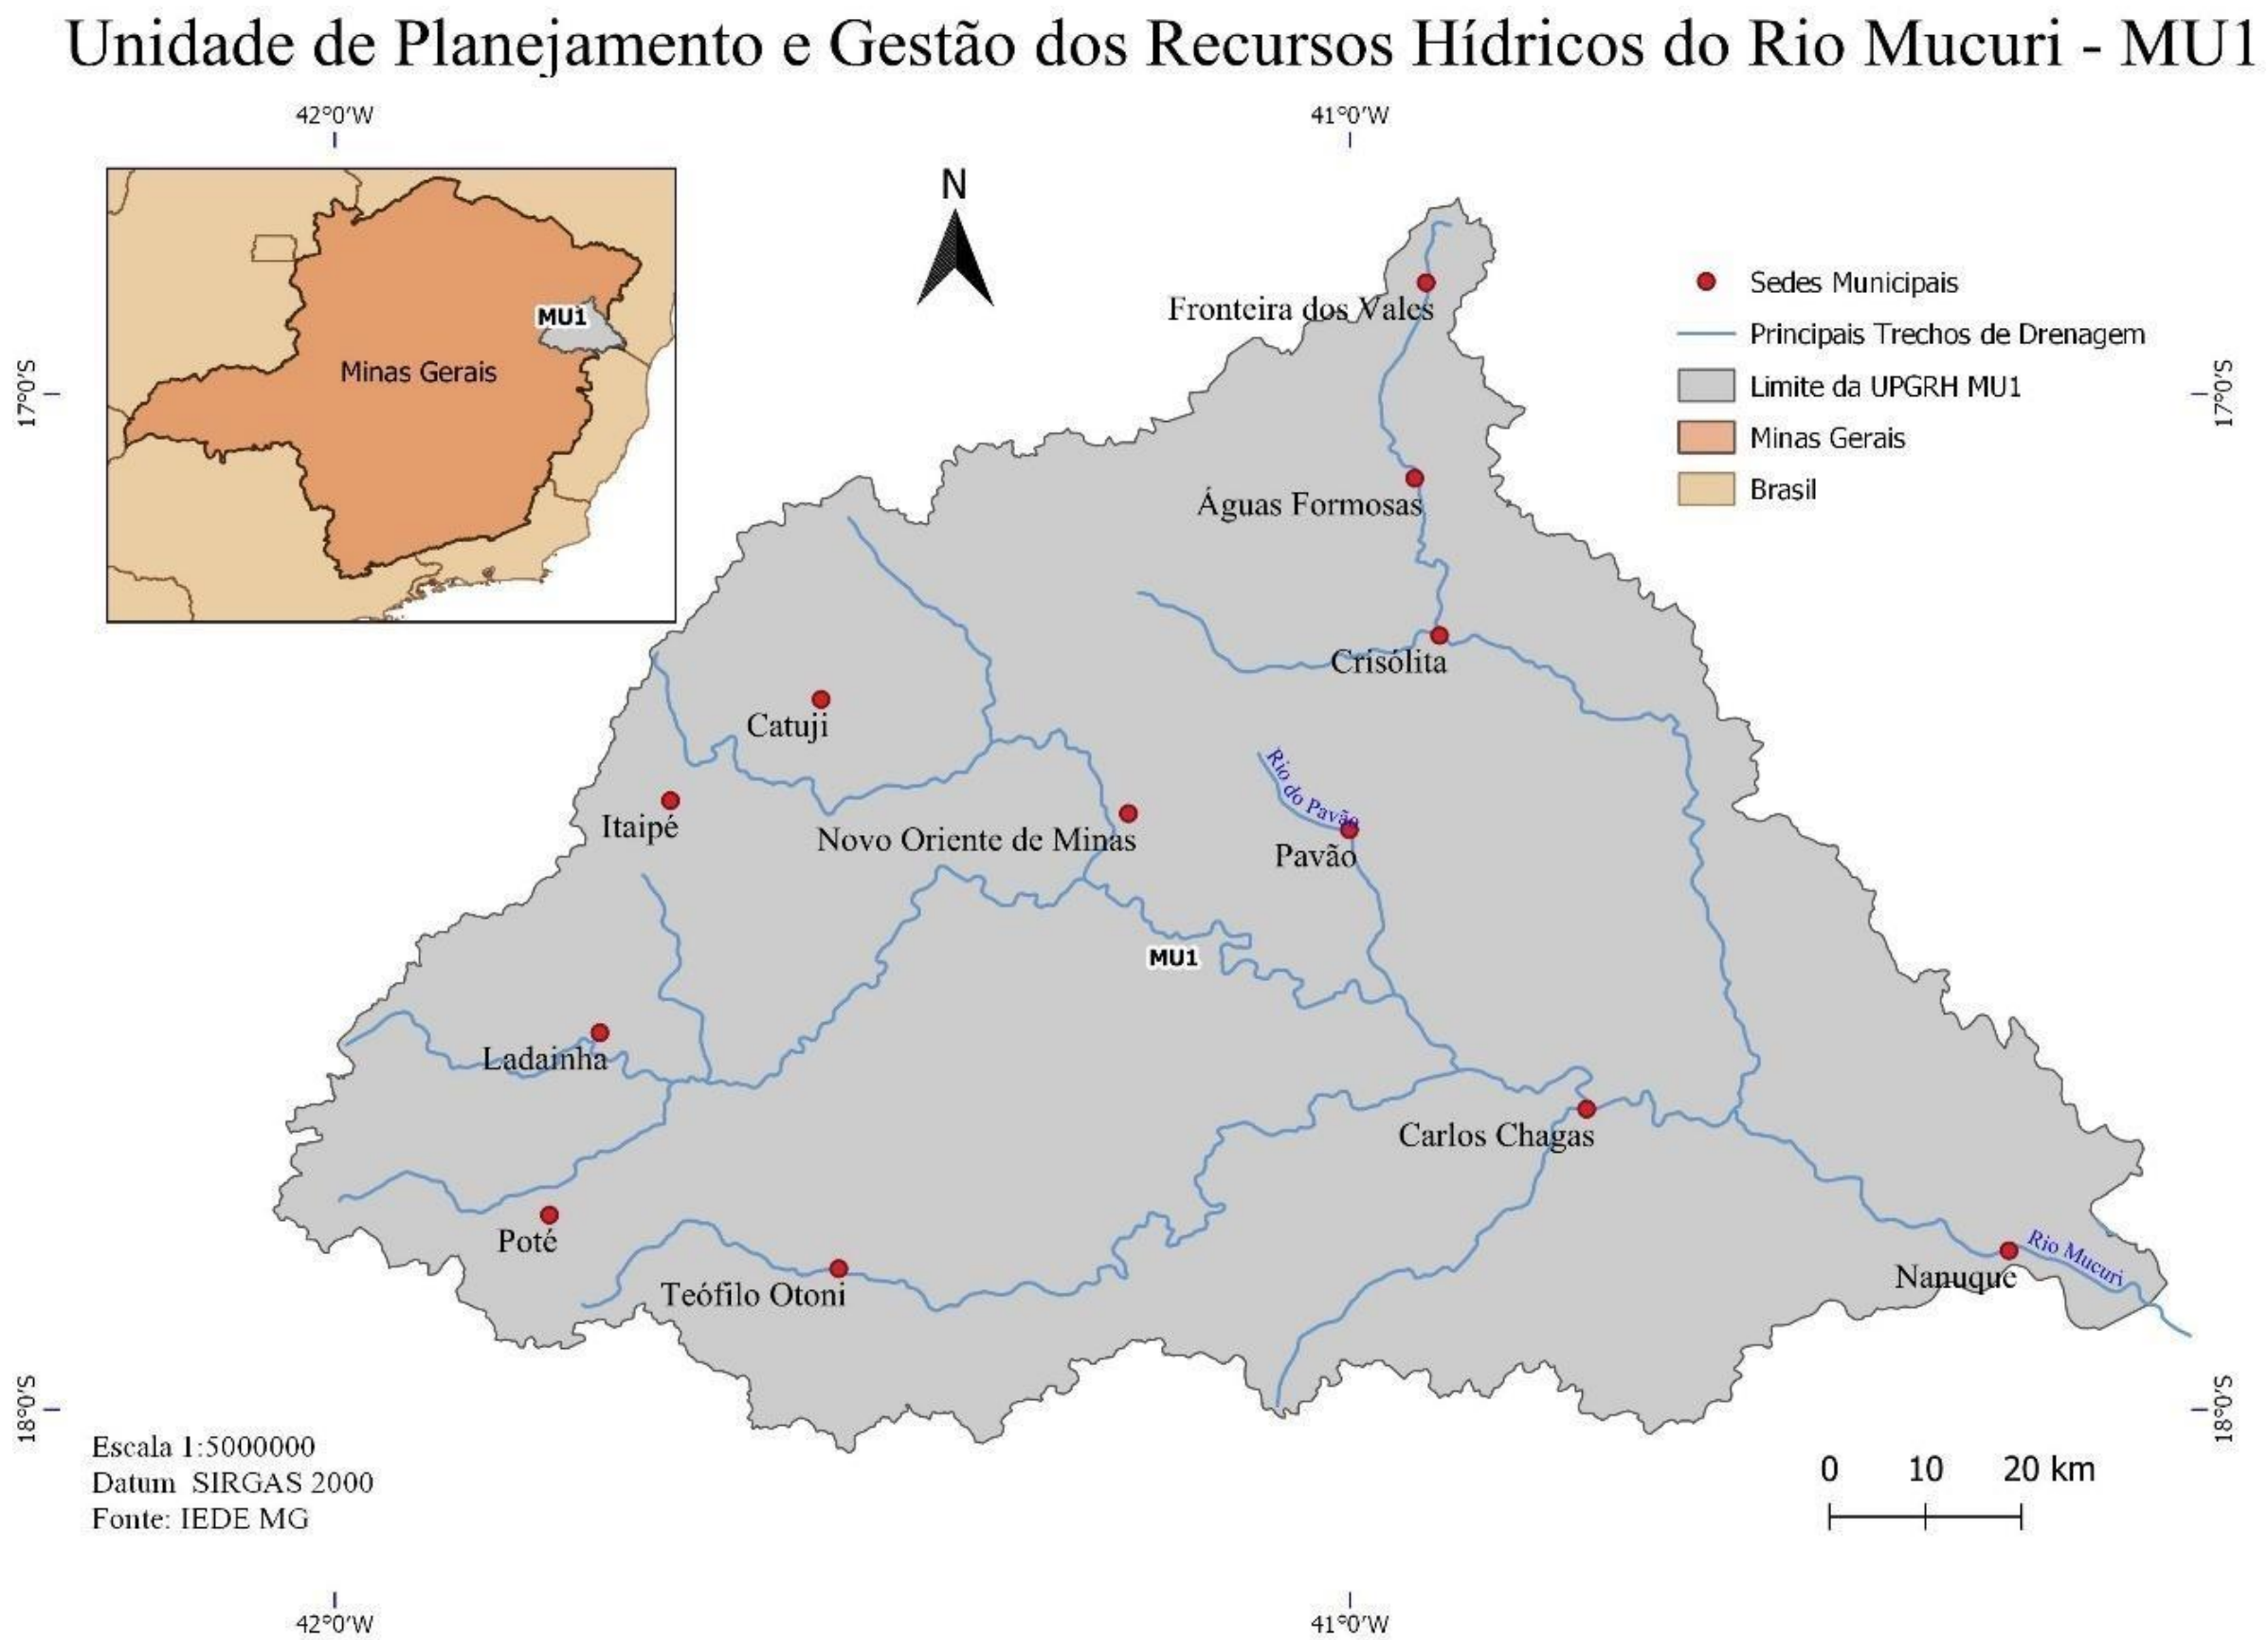 Unidade de Planejamento e Gestão dos Recursos Hídricos do Rio Mucuri - MU1
42°0'W
41°0'W
N
MU1
Minas Gerais
Sedes Municipais
Principais Trechos de Drenagem
Limite da UPGRH MU1
Minas Gerais
Brasil
17°0'S
17°0'S
Fronteira dos Vales
Águas Formosas
Crisólita
Catuji
Itaipé
Novo Oriente de Minas
Rio do Pavão
Pavão
MU1
Ladainha
Carlos Chagas
Poté
Teófilo Otoni
Rio Mucuri
Nanuque
18°0'S
18°0'S
Escala 1:5000000
Datum SIRGAS 2000
Fonte: IEDE MG
0 10 20 km
42°0'W
41°0'W